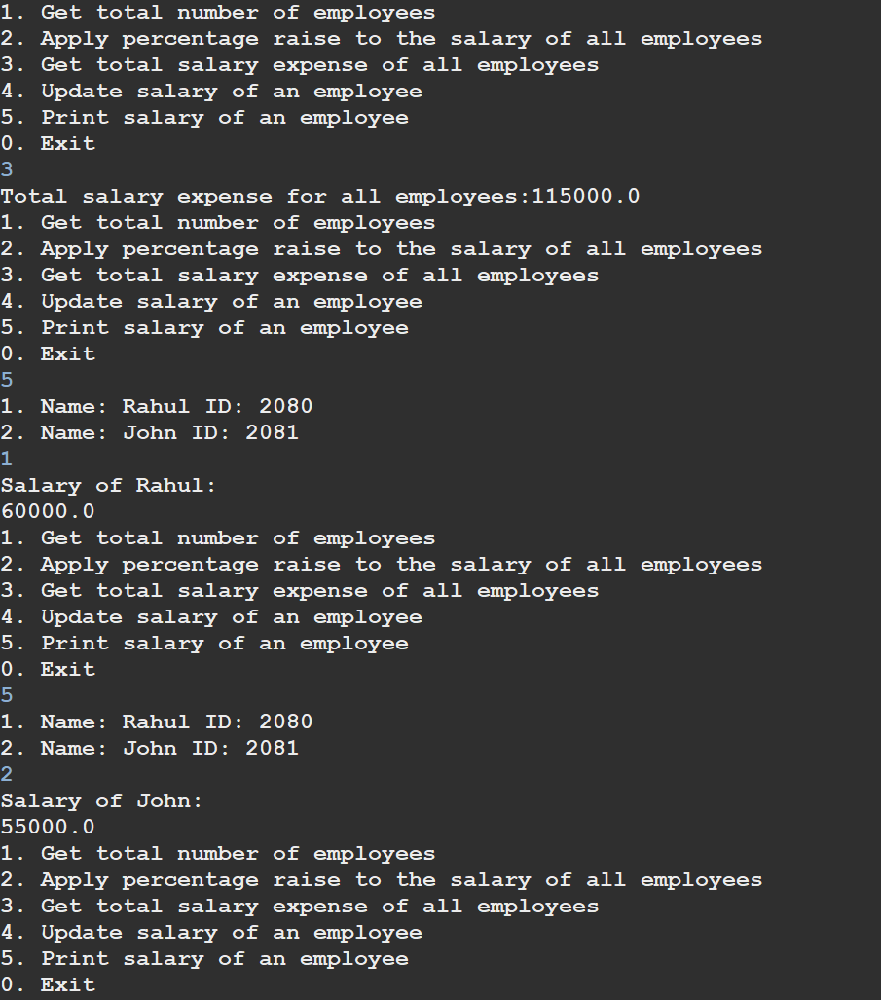 1. Get total number of employees
2. Apply percentage raise to the salary of all employees
3. Get total salary expense of all employees
4. Update salary of an employee
5. Print salary of an employee
0. Exit
3
Total salary expense for all employees:115000.0
1. Get total number of employees
2. Apply percentage raise to the salary of all employees
3. Get total salary expense of all employees
4. Update salary of an employee
5. Print salary of an employee
0. Exit
5
1. Name: Rahul ID: 2080
2. Name: John ID: 2081
1
Salary of Rahul:
60000.0
1. Get total number of employees
2. Apply percentage raise to the salary of all employees
3. Get total salary expense of all employees
4. Update salary of an employee
5. Print salary of an employee
0. Exit
5
1. Name: Rahul ID: 2080
2. Name: John ID: 2081
2
Salary of John:
55000.0
1. Get total number of employees
2. Apply percentage raise to the salary of all employees
3. Get total salary expense of all employees
4. Update salary of an employee
5. Print salary of an employee
0. Exit